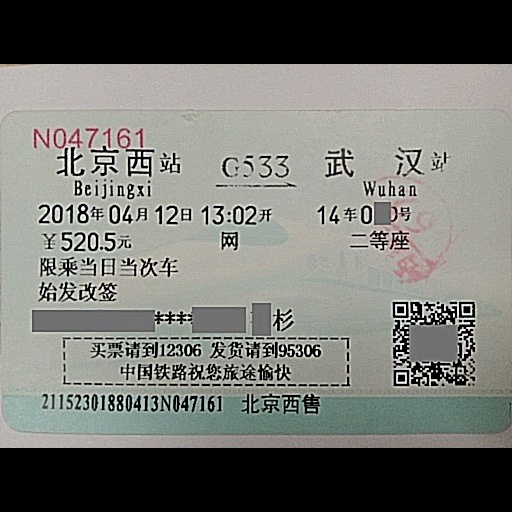 N047161
北京西站 G533 武汉站
Beijingxi Wuhan
2018年04月12日13:02开 14车0 0号
￥520.5元 网 二等座
限乘当日当次车
始发改签
**** 杉
买票请到12306 发货请到95306
中国铁路祝您旅途愉快
21152301880413N047161 北京西售